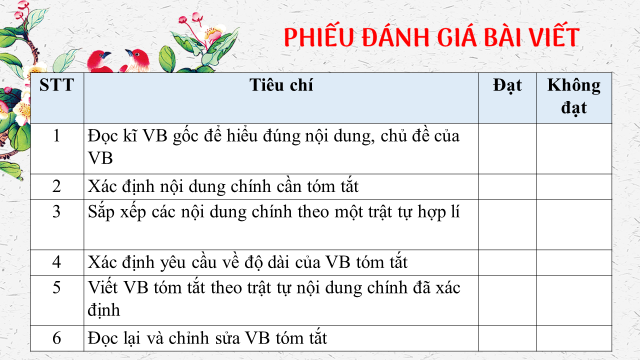 PHIẾU ĐÁNH GIÁ BÀI VIẾT
STT Tiêu chí Đạt Không
đạt
1 Đọc kĩ VB gốc để hiểu đúng nội dung, chủ đề của
VB
2 Xác định nội dung chính cần tóm tắt
3 Sắp xếp các nội dung chính theo một trật tự hợp lí
4 Xác định yêu cầu về độ dài của VB tóm tắt
5 Viết VB tóm tắt theo trật tự nội dung chính đã xác
định
6 Đọc lại và chỉnh sửa VB tóm tắt